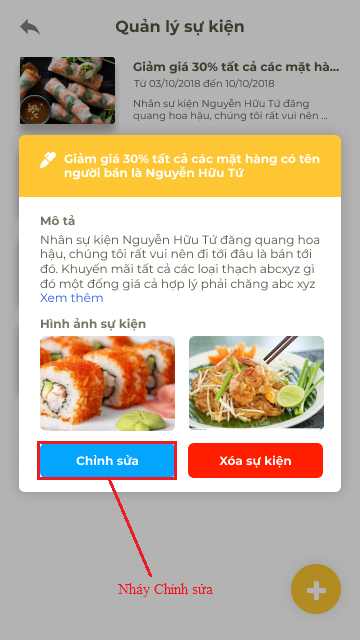 Quản lý sự kiện
Giảm giá 30% tất cả các mặt hà...
Từ 03/10/2018 đến 10/10/2018
Nhân sự kiện Nguyễn Hữu Tứ đăng
quang hoa hậu, chúng tôi rất vui nên ...
Giảm giá 30% tất cả các mặt hàng có tên
người bán là Nguyễn Hữu Tứ
Mô tả
Nhân sự kiện Nguyễn Hữu Tứ đăng quang hoa
hậu, chúng tôi rất vui nên đi tới đâu là bán tới
đó. Khuyến mãi tất cả các loại thạch abcxyz gì
đó một đống giá cả hợp lý phải chăng abc xyz
Xem thêm
Hình ảnh sự kiện
Chỉnh sửa
Xóa sự kiện
Nháy Chỉnh sửa